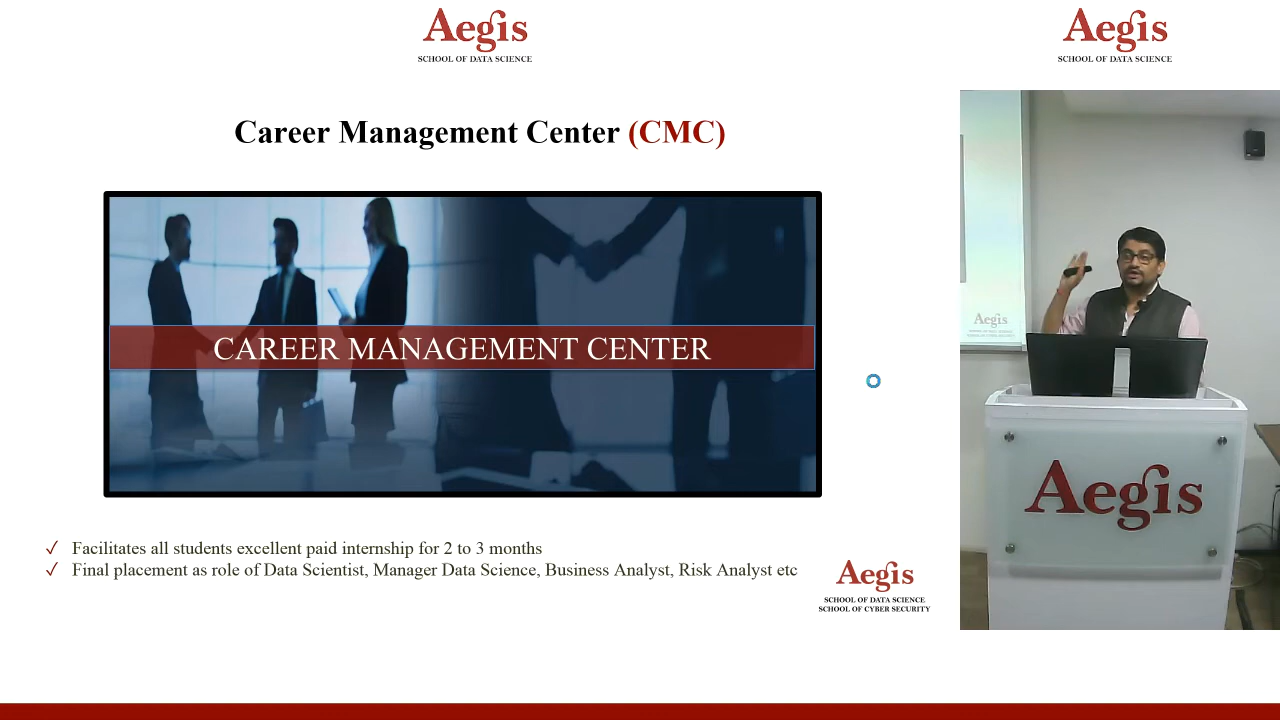 Aegis
SCHOOL OF DATA SCIENCE
Aegis
SCHOOL OF DATA SCIENCE
Career Management Center (CMC)
CAREER MANAGEMENT CENTER
✓ Facilitates all students excellent paid internship for 2 to 3 months
✓ Final placement as role of Data Scientist, Manager Data Science, Business Analyst, Risk Analyst etc
Aegis
SCHOOL OF DATA SCIENCE
SCHOOL OF CYBER SECURITY
Aegis
Aegis